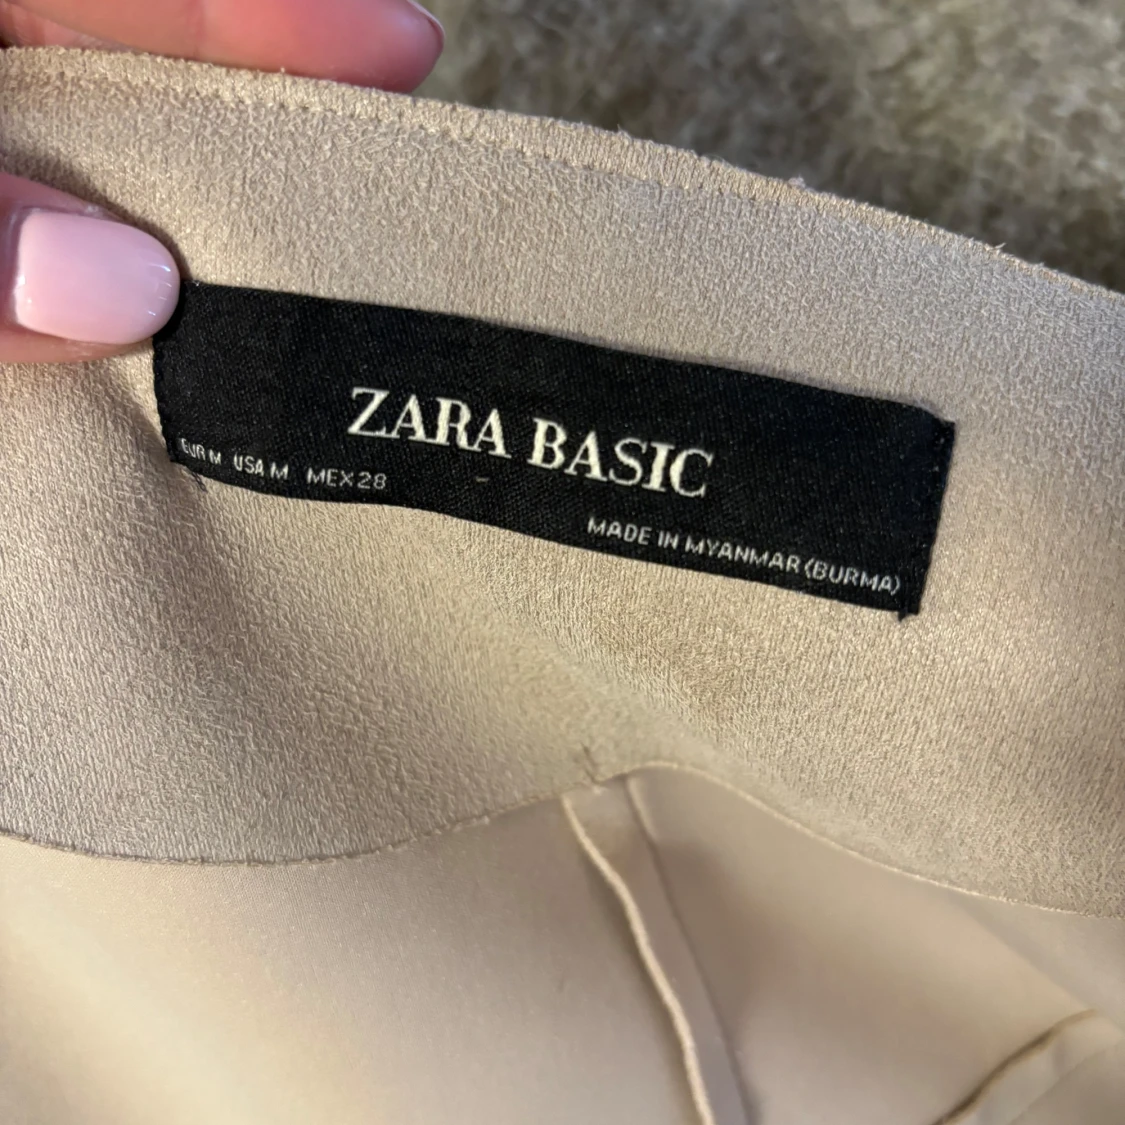 ZARA BASIC
EUR M USA M MEX 28
MADE IN MYANMAR (BURMA)